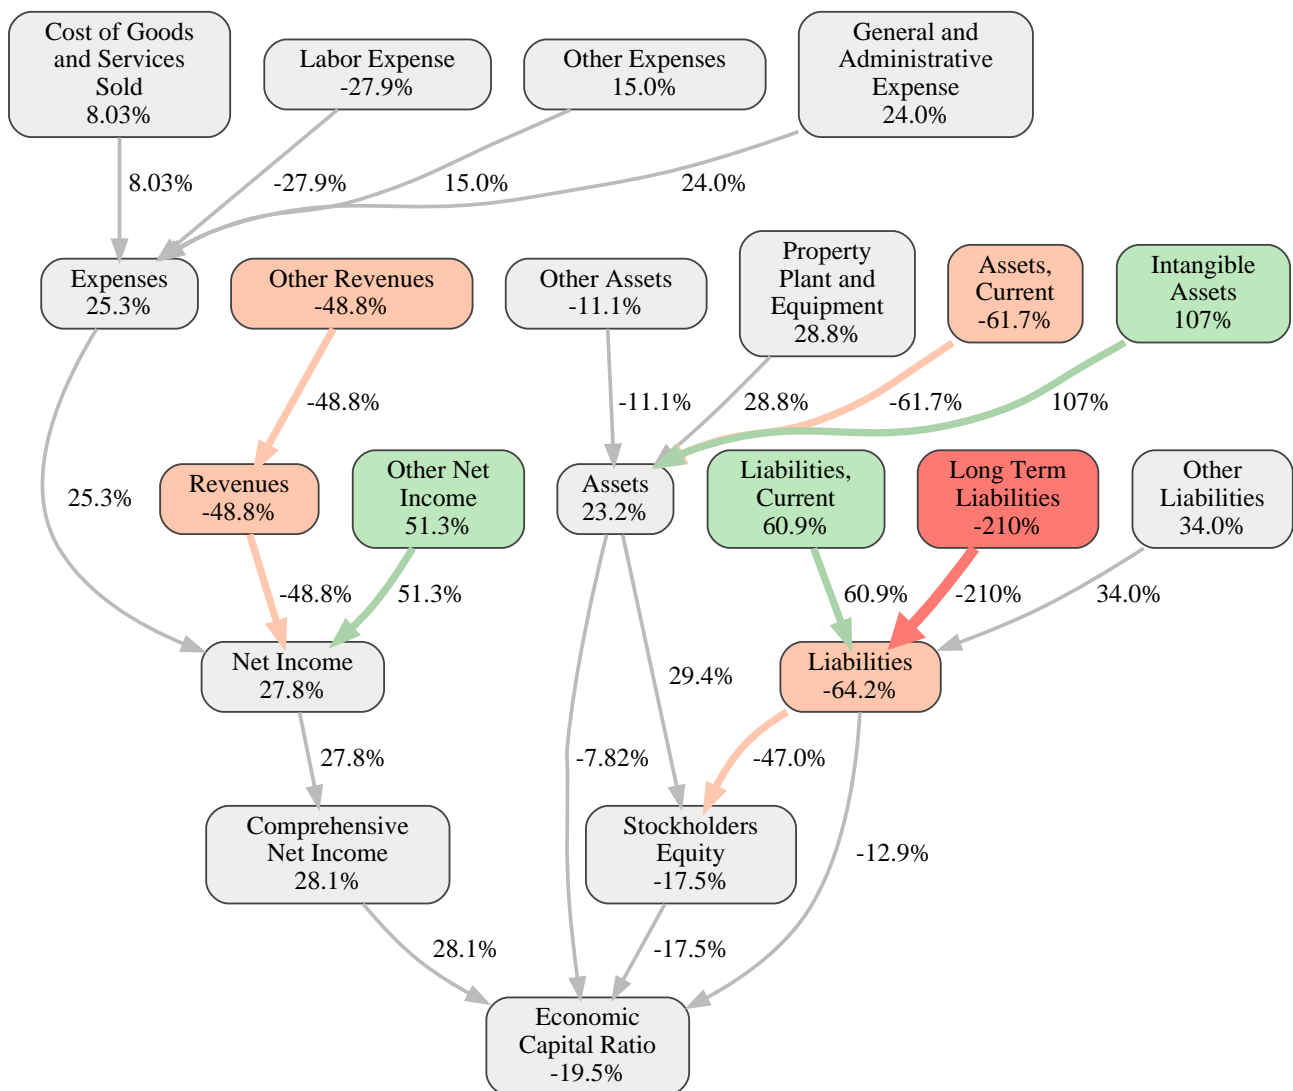 Cost of Goods
and Services
Sold
8.03%
Labor Expense
-27.9%
Other Expenses
15.0%
General and
Administrative
Expense
24.0%
8.03%
-27.9%
15.0%
24.0%
Expenses
25.3%
Other Revenues
-48.8%
Other Assets
-11.1%
Property
Plant and
Equipment
28.8%
Assets,
Current
-61.7%
Intangible
Assets
107%
-48.8%
-11.1%
28.8%
-61.7%
107%
25.3%
Revenues
-48.8%
Other Net
Income
51.3%
Assets
23.2%
Liabilities,
Current
60.9%
Long Term
Liabilities
-210%
Other
Liabilities
34.0%
-48.8%
51.3%
60.9%
-210%
34.0%
Net Income
27.8%
29.4%
Liabilities
-64.2%
27.8%
-7.82%
-47.0%
Comprehensive
Net Income
28.1%
Stockholders
Equity
-17.5%
-12.9%
28.1%
-17.5%
Economic
Capital Ratio
-19.5%